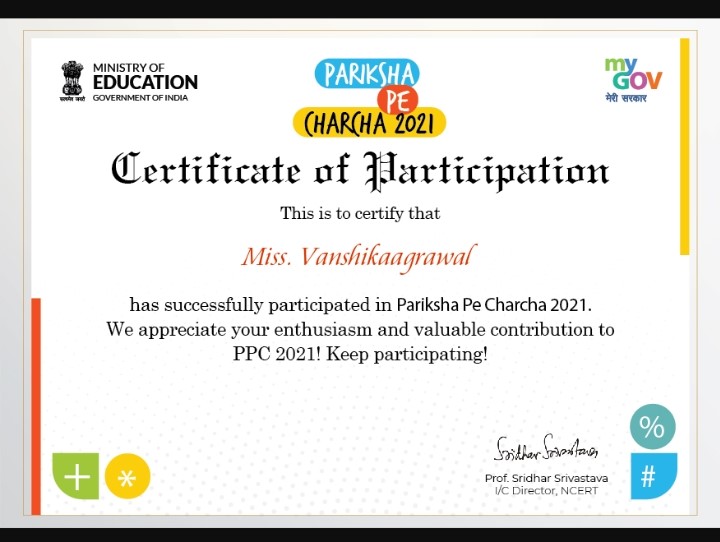 MINISTRY OF
EDUCATION
GOVERNMENT OF INDIA
सत्यमेव जयते
PARIKSHA
PE
CHARCHA 2021
my
GOV
मेरी सरकार
Certificate of Participation
This is to certify that
Miss. Vanshikaagrawal
has successfully participated in Pariksha Pe Charcha 2021.
We appreciate your enthusiasm and valuable contribution to
PPC 2021! Keep participating!
Sridhar Srivastava
Prof. Sridhar Srivastava
I/C Director, NCERT
+
*
%
#